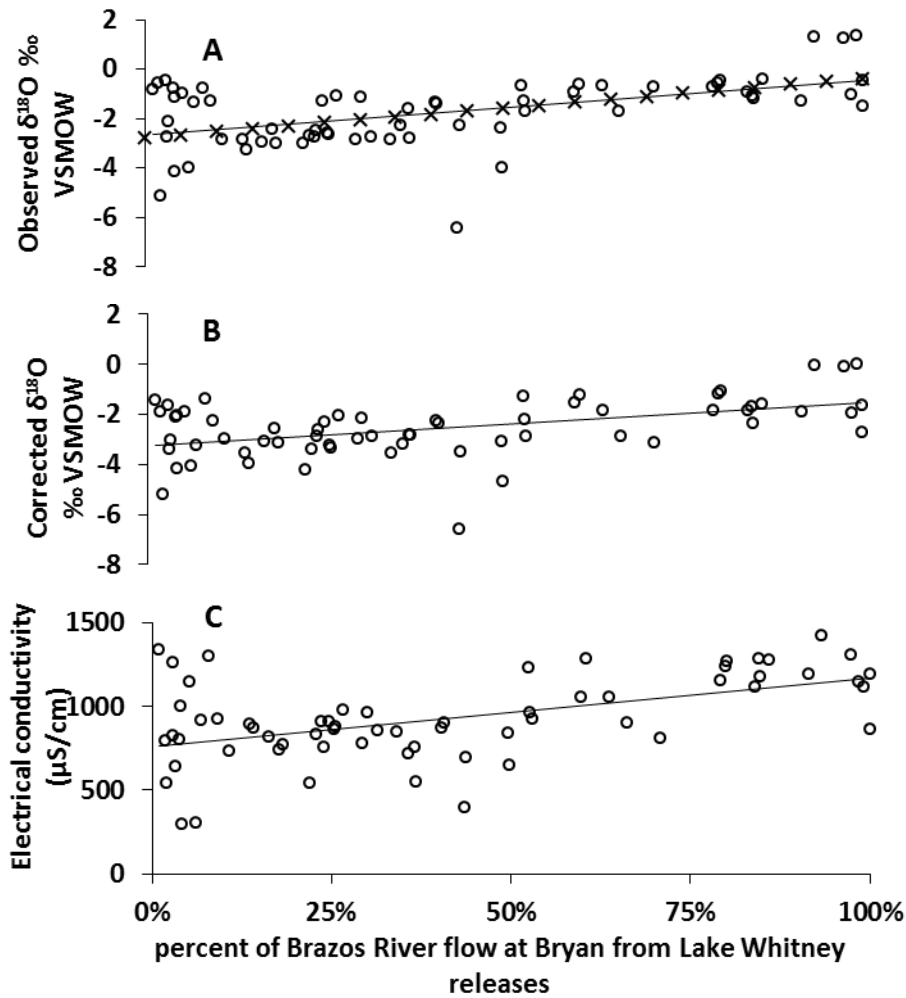 2
A
0
-2
-4
-6
-8
Observed δ¹⁸O ‰
VSMOW
2
B
0
-2
-4
-6
-8
Corrected δ¹⁸O
‰ VSMOW
1500
C
1000
500
0
Electrical conductivity
(µS/cm)
0% 25% 50% 75% 100%
percent of Brazos River flow at Bryan from Lake Whitney
releases